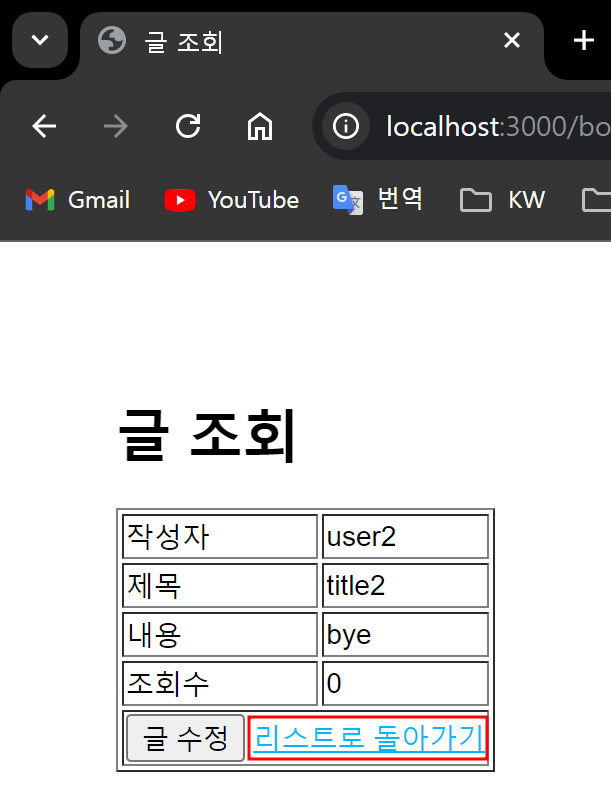 글 조회
localhost:3000/bo
Gmail YouTube 번역 KW
글 조회
작성자 user2
제목 title2
내용 bye
조회수 0
글 수정 리스트로 돌아가기